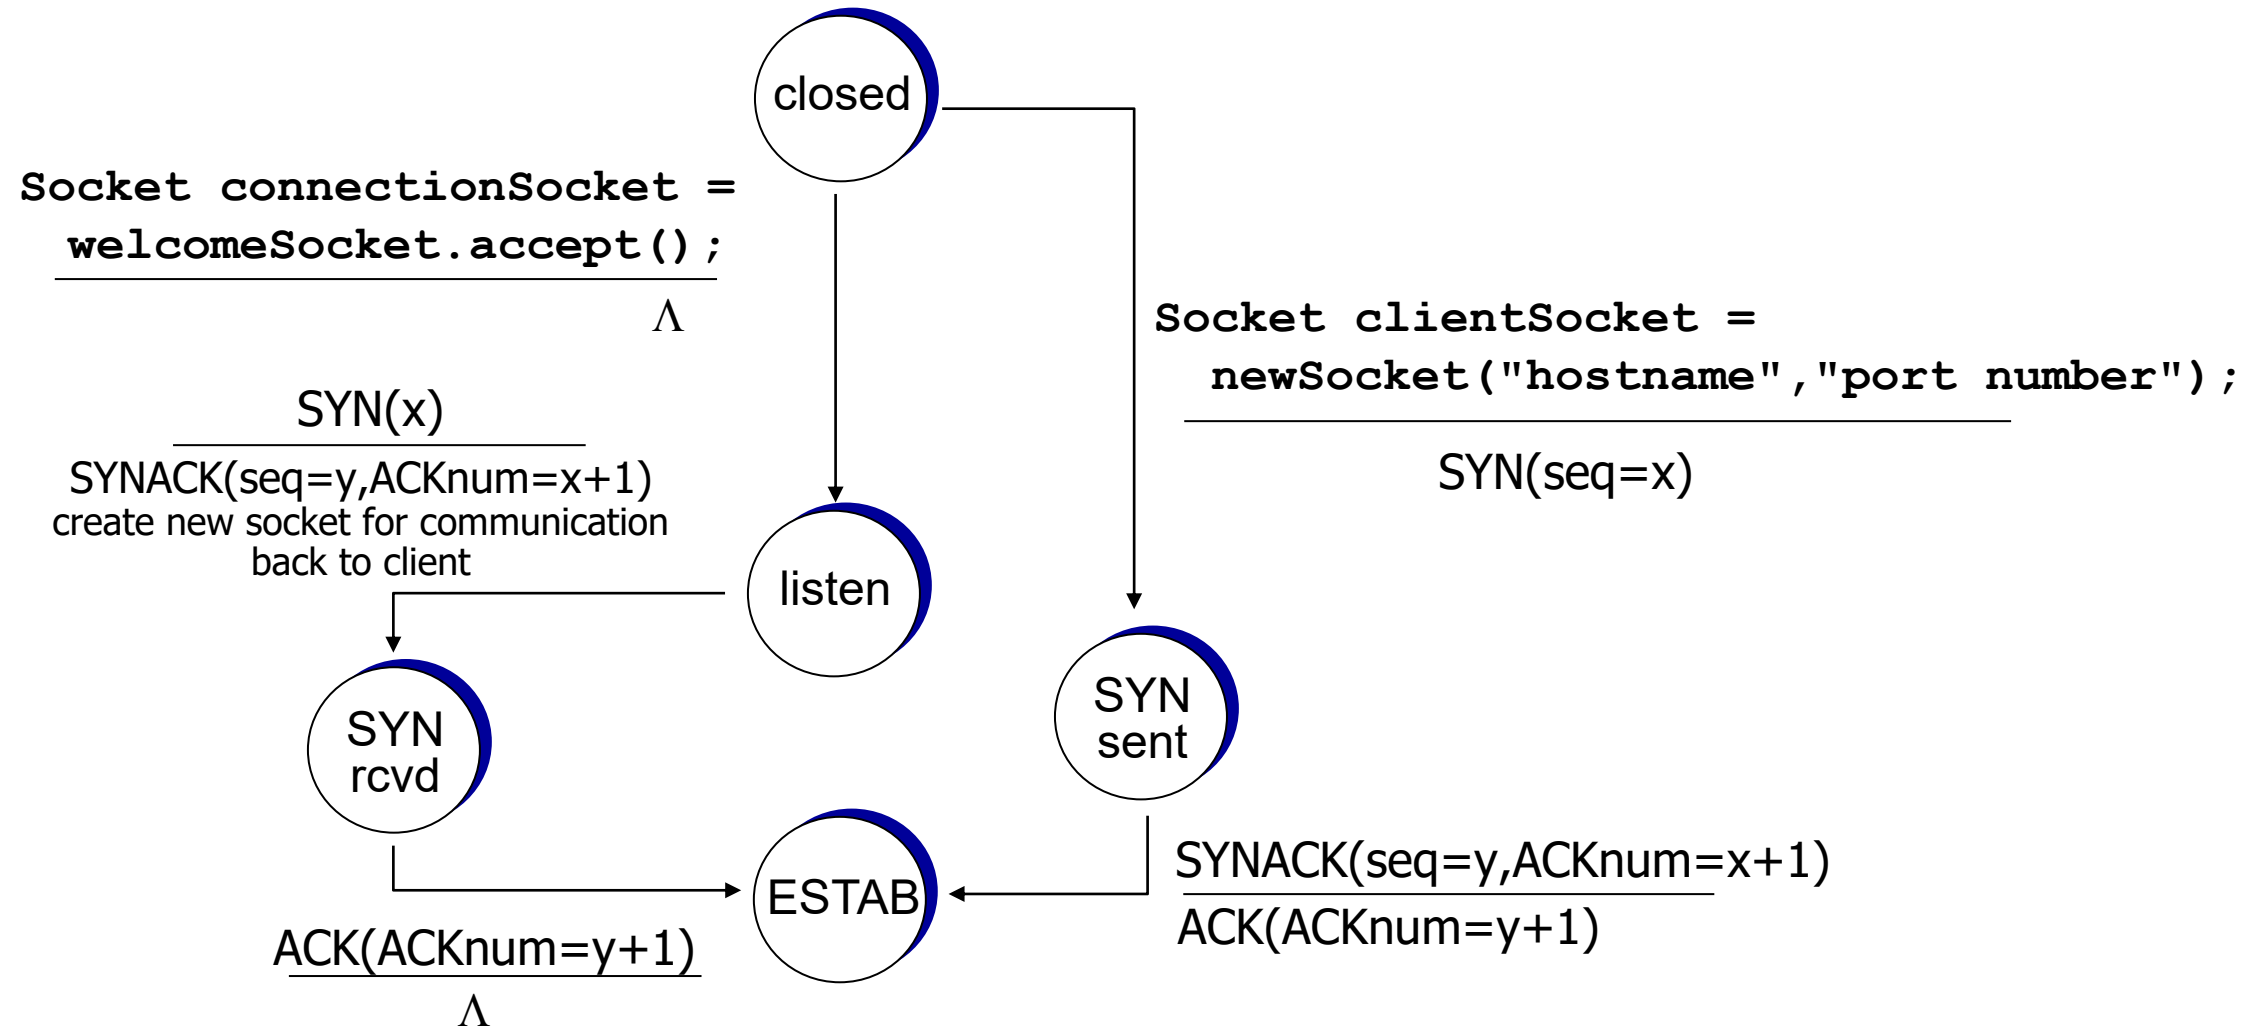 closed
Socket connectionSocket =
welcomeSocket.accept();
Λ
Socket clientSocket =
newSocket("hostname","port number");
SYN(seq=x)
SYN(x)
SYNACK(seq=y,ACKnum=x+1)
create new socket for communication
back to client
listen
SYN
rcvd
SYN
sent
ESTAB
SYNACK(seq=y,ACKnum=x+1)
ACK(ACKnum=y+1)
ACK(ACKnum=y+1)
Λ